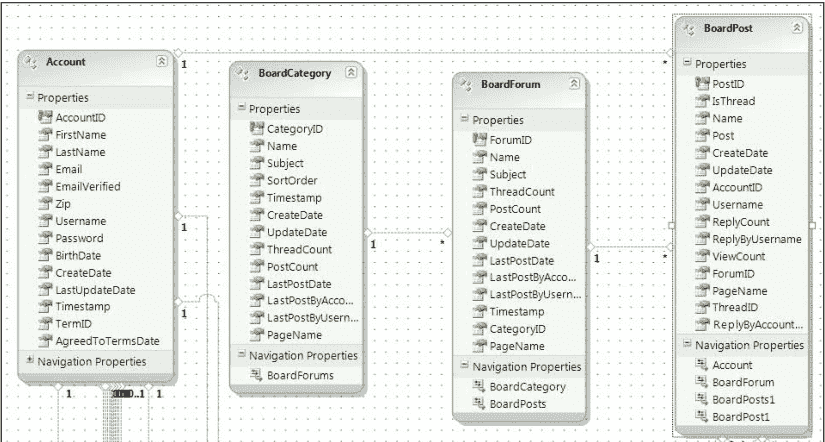 Account
Properties
AccountID
FirstName
LastName
Email
EmailVerified
Zip
Username
Password
BirthDate
CreateDate
LastUpdateDate
Timestamp
TermID
AgreedToTermsDate
Navigation Properties
1
1
1
1
1
BoardCategory
Properties
CategoryID
Name
Subject
SortOrder
Timestamp
CreateDate
UpdateDate
ThreadCount
PostCount
LastPostDate
LastPostByAcco...
LastPostByUsern...
PageName
Navigation Properties
BoardForums
1
*
BoardForum
Properties
ForumID
Name
Subject
ThreadCount
PostCount
CreateDate
UpdateDate
LastPostDate
LastPostByAcco...
LastPostByUsern...
Timestamp
CategoryID
PageName
Navigation Properties
BoardCategory
BoardPosts
1
*
*
BoardPost
Properties
PostID
IsThread
Name
Post
CreateDate
UpdateDate
AccountID
Username
ReplyCount
ReplyByUsername
ViewCount
ForumID
PageName
ThreadID
ReplyByAccount...
Navigation Properties
Account
BoardForum
BoardPosts1
BoardPost1